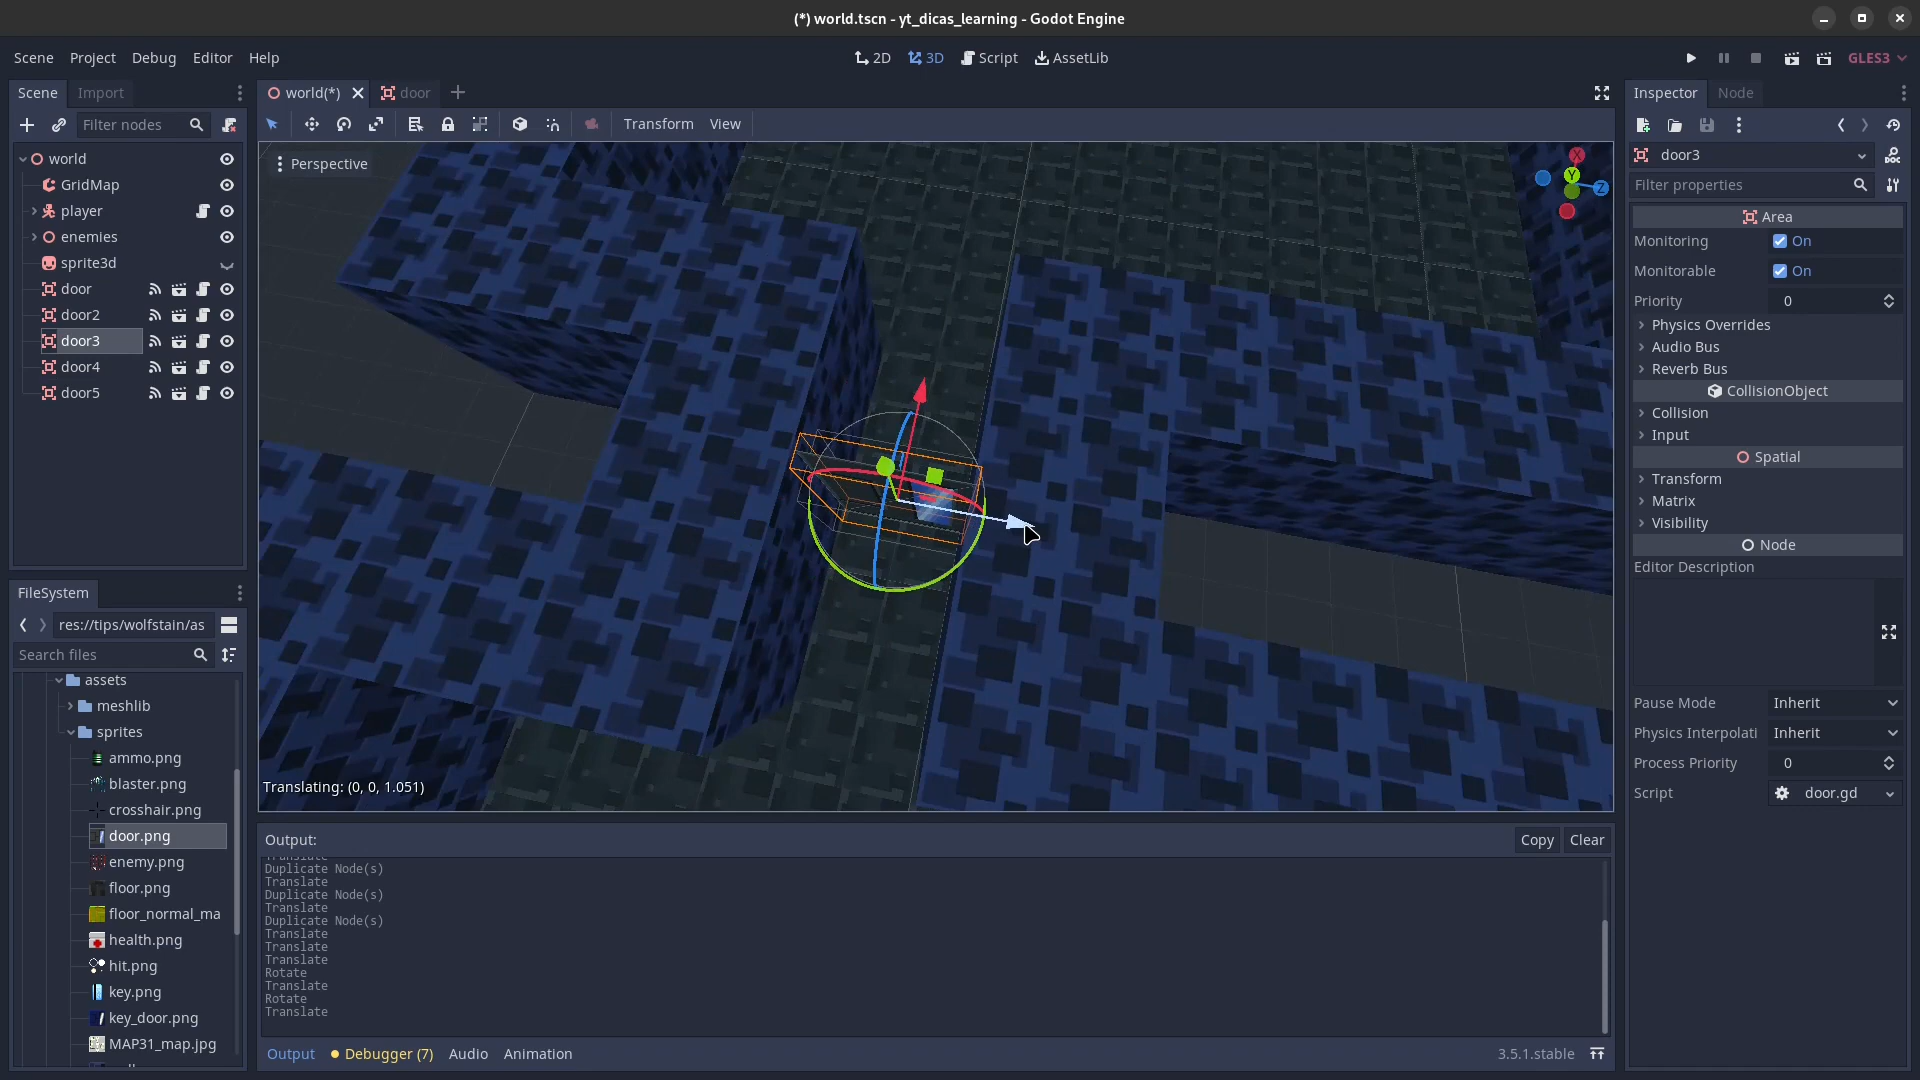 (*) world.tscn - yt_dicas_learning - Godot Engine
Scene Project Debug Editor Help
2D 3D Script AssetLib
GLES3
Scene Import
Filter nodes
world
GridMap
player
enemies
sprite3d
door
door2
door3
door4
door5
FileSystem
res://tips/wolfstain/as
Search files
assets
meshlib
sprites
ammo.png
blaster.png
crosshair.png
door.png
enemy.png
floor.png
floor_normal_ma
health.png
hit.png
key.png
key_door.png
MAP31_map.jpg
world(*) door
Transform View
Perspective
X
Y
Z
Translating: (0, 0, 1.051)
Output:
Copy Clear
Translate
Duplicate Node(s)
Translate
Duplicate Node(s)
Translate
Duplicate Node(s)
Translate
Translate
Translate
Rotate
Translate
Rotate
Translate
Output Debugger (7) Audio Animation
3.5.1.stable
Inspector Node
door3
Filter properties
Area
Monitoring On
Monitorable On
Priority 0
Physics Overrides
Audio Bus
Reverb Bus
CollisionObject
Collision
Input
Spatial
Transform
Matrix
Visibility
Node
Editor Description
Pause Mode Inherit
Physics Interpolati Inherit
Process Priority 0
Script door.gd